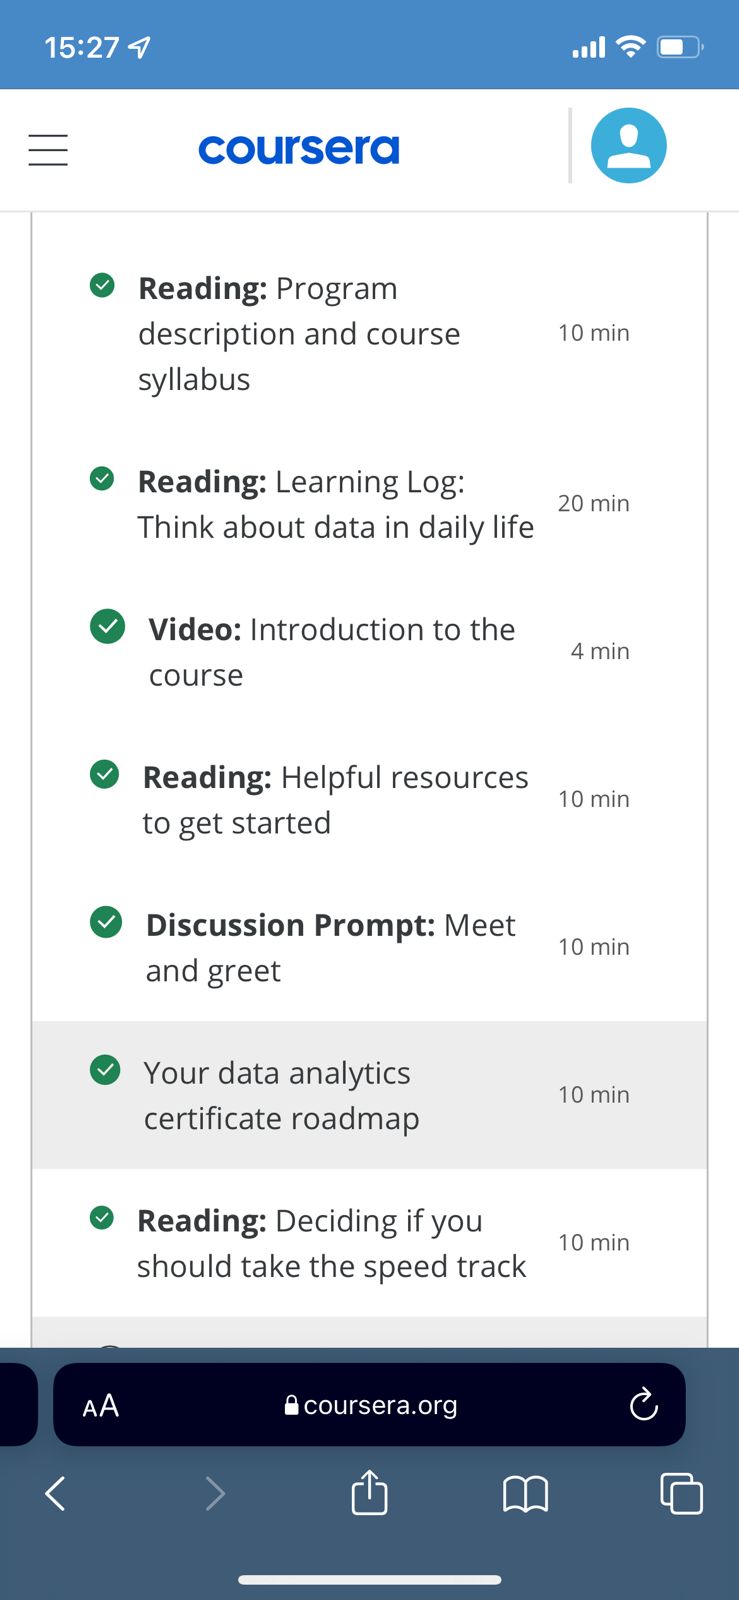 15:27
coursera
Reading: Program
description and course
syllabus
10 min
Reading: Learning Log:
Think about data in daily life
20 min
Video: Introduction to the
course
4 min
Reading: Helpful resources
to get started
10 min
Discussion Prompt: Meet
and greet
10 min
Your data analytics
certificate roadmap
10 min
Reading: Deciding if you
should take the speed track
10 min
AA
coursera.org